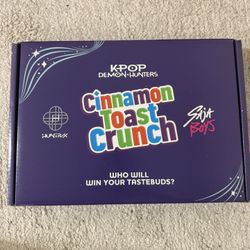 KPOP
DEMON HUNTERS
Cinnamon
Toast
Crunch
HUNTR/X
Saja
BOYS
WHO WILL
WIN YOUR TASTEBUDS?